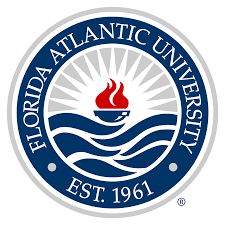 FLORIDA ATLANTIC UNIVERSITY
EST. 1961
®